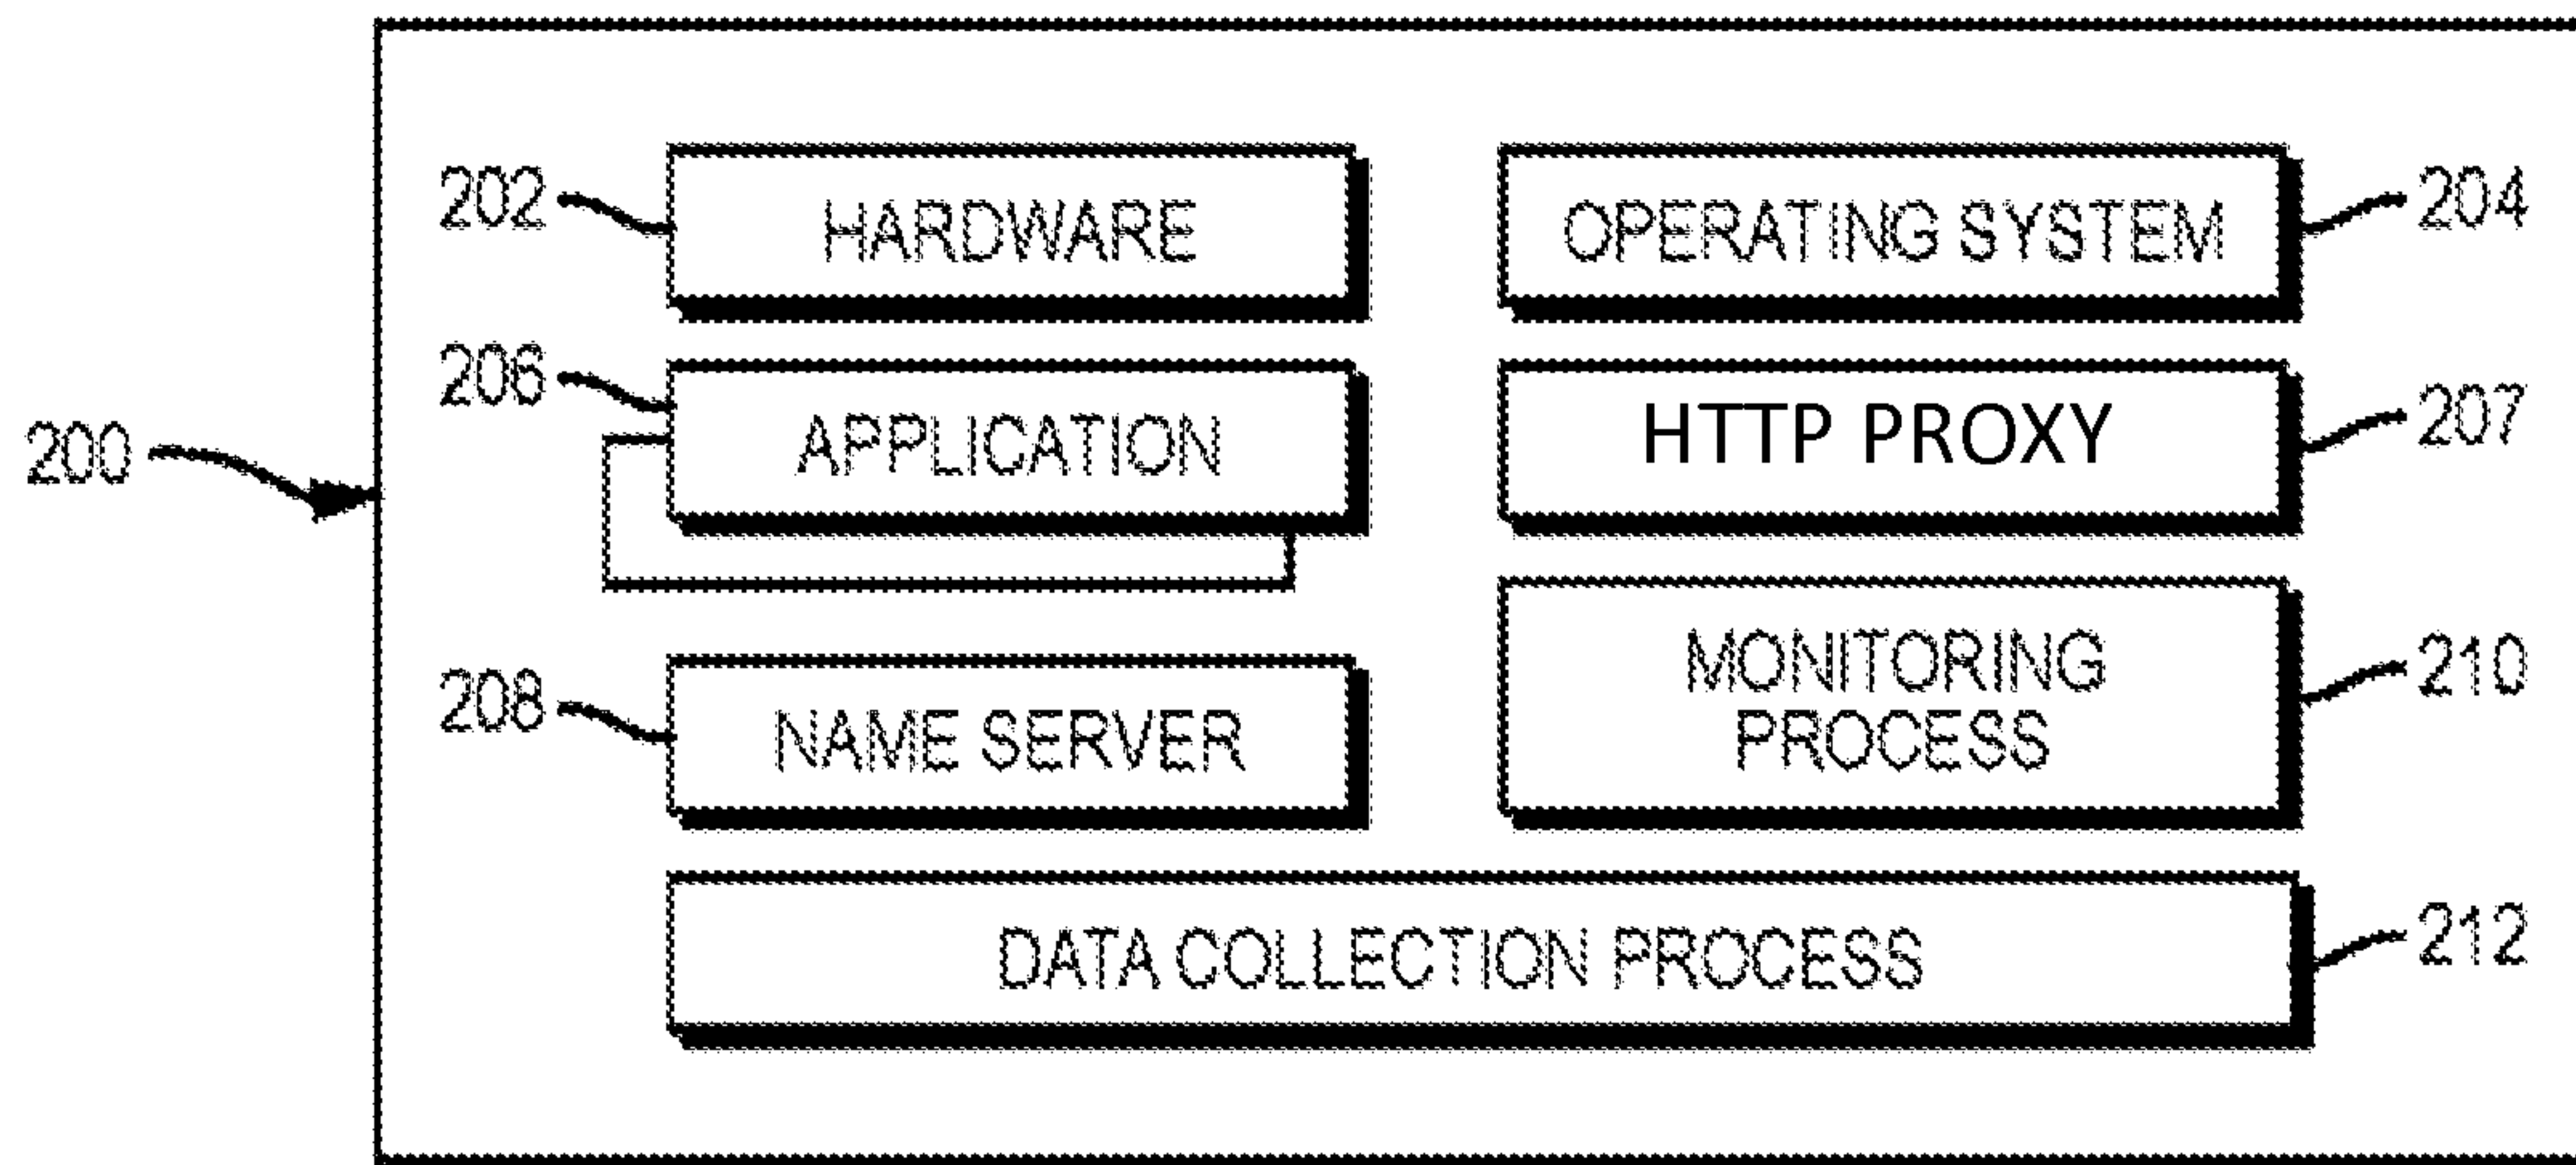 202
HARDWARE
OPERATING SYSTEM
204
206
APPLICATION
HTTP PROXY
207
200
208
NAME SERVER
MONITORING
PROCESS
210
DATA COLLECTION PROCESS
212